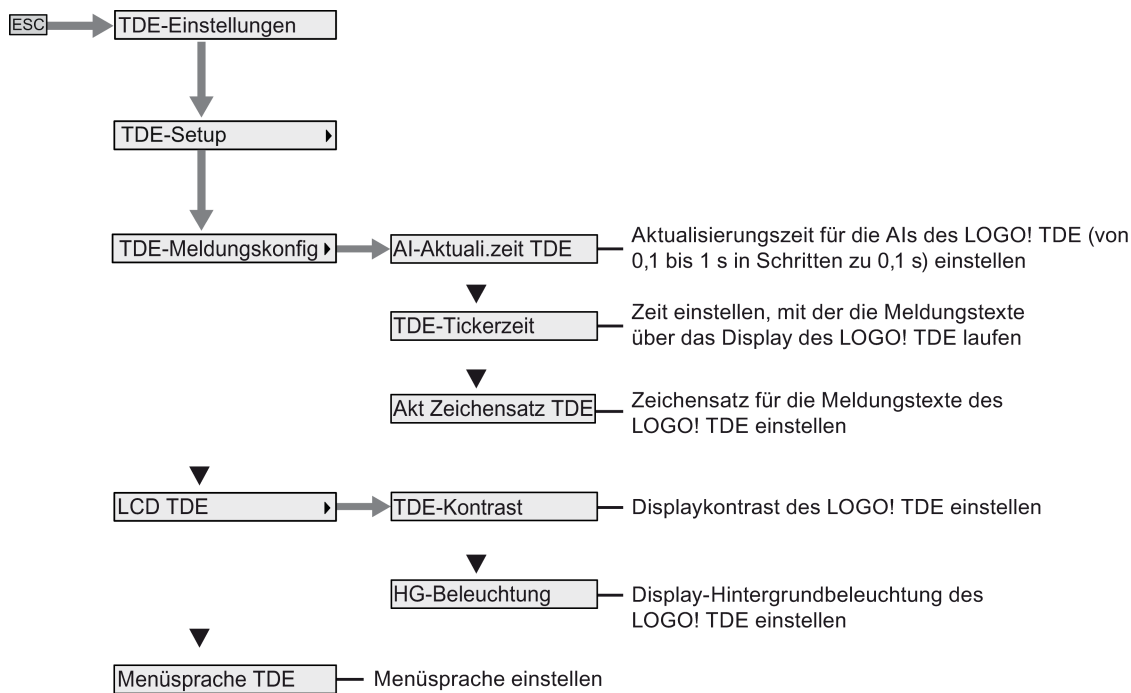 ESC
TDE-Einstellungen
TDE-Setup
TDE-Meldungskonfig
AI-Aktuali.zeit TDE
Aktualisierungszeit für die AIs des LOGO! TDE (von
0,1 bis 1 s in Schritten zu 0,1 s) einstellen
TDE-Tickerzeit
Zeit einstellen, mit der die Meldungstexte
über das Display des LOGO! TDE laufen
Akt Zeichensatz TDE
Zeichensatz für die Meldungstexte des
LOGO! TDE einstellen
LCD TDE
TDE-Kontrast
Displaykontrast des LOGO! TDE einstellen
HG-Beleuchtung
Display-Hintergrundbeleuchtung des
LOGO! TDE einstellen
Menüsprache TDE
Menüsprache einstellen